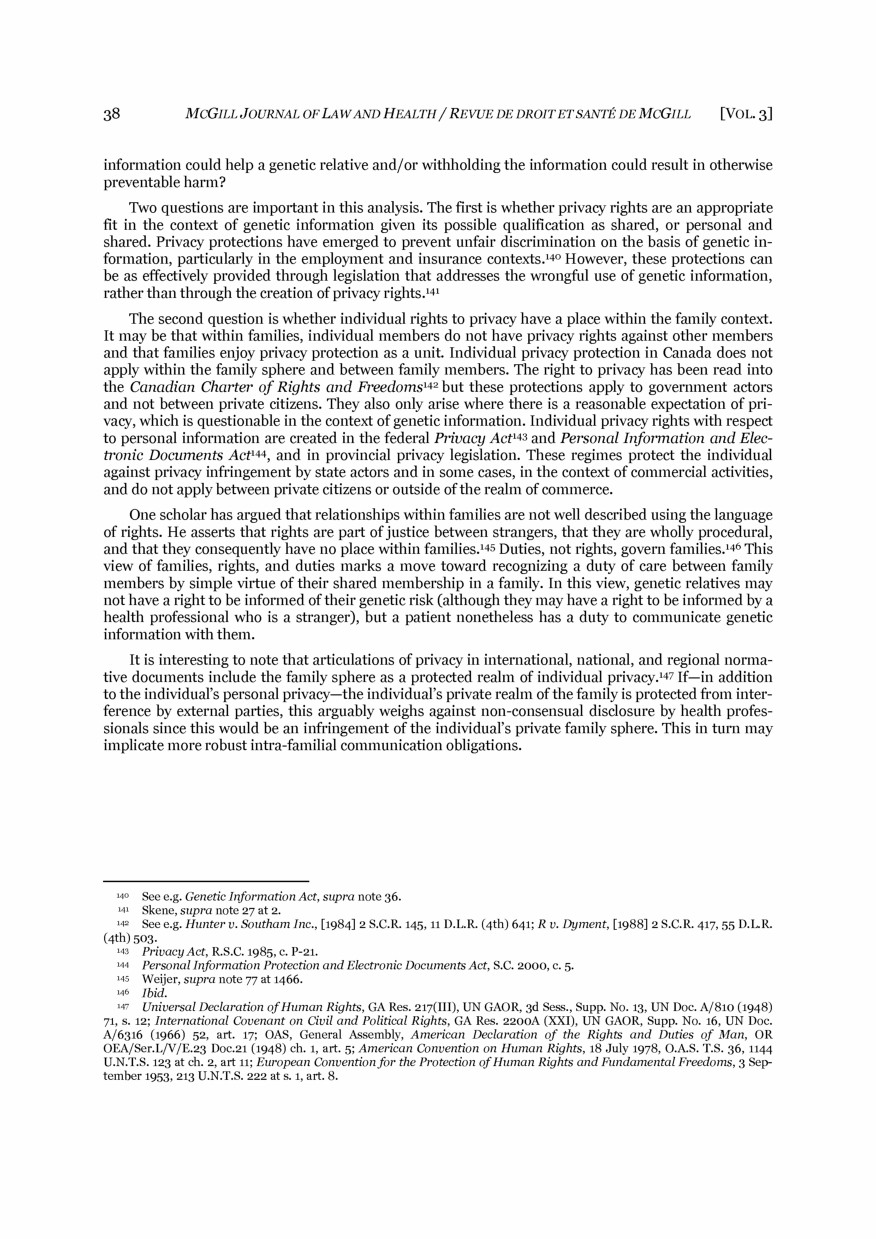 38 MCGILL JOURNAL OF LAW AND HEALTH / REVUE DE DROIT ET SANTÉ DE MCGILL [VOL. 3]
information could help a genetic relative and/or withholding the information could result in otherwise
preventable harm?
Two questions are important in this analysis. The first is whether privacy rights are an appropriate
fit in the context of genetic information given its possible qualification as shared, or personal and
shared. Privacy protections have emerged to prevent unfair discrimination on the basis of genetic in-
formation, particularly in the employment and insurance contexts.¹⁴⁰ However, these protections can
be as effectively provided through legislation that addresses the wrongful use of genetic information,
rather than through the creation of privacy rights.¹⁴¹
The second question is whether individual rights to privacy have a place within the family context.
It may be that within families, individual members do not have privacy rights against other members
and that families enjoy privacy protection as a unit. Individual privacy protection in Canada does not
apply within the family sphere and between family members. The right to privacy has been read into
the Canadian Charter of Rights and Freedoms¹⁴² but these protections apply to government actors
and not between private citizens. They also only arise where there is a reasonable expectation of pri-
vacy, which is questionable in the context of genetic information. Individual privacy rights with respect
to personal information are created in the federal Privacy Act¹⁴³ and Personal Information and Elec-
tronic Documents Act¹⁴⁴, and in provincial privacy legislation. These regimes protect the individual
against privacy infringement by state actors and in some cases, in the context of commercial activities,
and do not apply between private citizens or outside of the realm of commerce.
One scholar has argued that relationships within families are not well described using the language
of rights. He asserts that rights are part of justice between strangers, that they are wholly procedural,
and that they consequently have no place within families.¹⁴⁵ Duties, not rights, govern families.¹⁴⁶ This
view of families, rights, and duties marks a move toward recognizing a duty of care between family
members by simple virtue of their shared membership in a family. In this view, genetic relatives may
not have a right to be informed of their genetic risk (although they may have a right to be informed by a
health professional who is a stranger), but a patient nonetheless has a duty to communicate genetic
information with them.
It is interesting to note that articulations of privacy in international, national, and regional norma-
tive documents include the family sphere as a protected realm of individual privacy.¹⁴⁷ If—in addition
to the individual's personal privacy—the individual's private realm of the family is protected from inter-
ference by external parties, this arguably weighs against non-consensual disclosure by health profes-
sionals since this would be an infringement of the individual's private family sphere. This in turn may
implicate more robust intra-familial communication obligations.
¹⁴⁰ See e.g. Genetic Information Act, supra note 36.
¹⁴¹ Skene, supra note 27 at 2.
¹⁴² See e.g. Hunter v. Southam Inc., [1984] 2 S.C.R. 145, 11 D.L.R. (4th) 641; R v. Dyment, [1988] 2 S.C.R. 417, 55 D.L.R.
(4th) 503.
¹⁴³ Privacy Act, R.S.C. 1985, c. P-21.
¹⁴⁴ Personal Information Protection and Electronic Documents Act, S.C. 2000, c. 5.
¹⁴⁵ Weijer, supra note 77 at 1466.
¹⁴⁶ Ibid.
¹⁴⁷ Universal Declaration of Human Rights, GA Res. 217(III), UN GAOR, 3d Sess., Supp. No. 13, UN Doc. A/810 (1948)
71, s. 12; International Covenant on Civil and Political Rights, GA Res. 2200A (XXI), UN GAOR, Supp. No. 16, UN Doc.
A/6316 (1966) 52, art. 17; OAS, General Assembly, American Declaration of the Rights and Duties of Man, OR
OEA/Ser.L/V/E.23 Doc.21 (1948) ch. 1, art. 5; American Convention on Human Rights, 18 July 1978, O.A.S. T.S. 36, 1144
U.N.T.S. 123 at ch. 2, art 11; European Convention for the Protection of Human Rights and Fundamental Freedoms, 3 Sep-
tember 1953, 213 U.N.T.S. 222 at s. 1, art. 8.